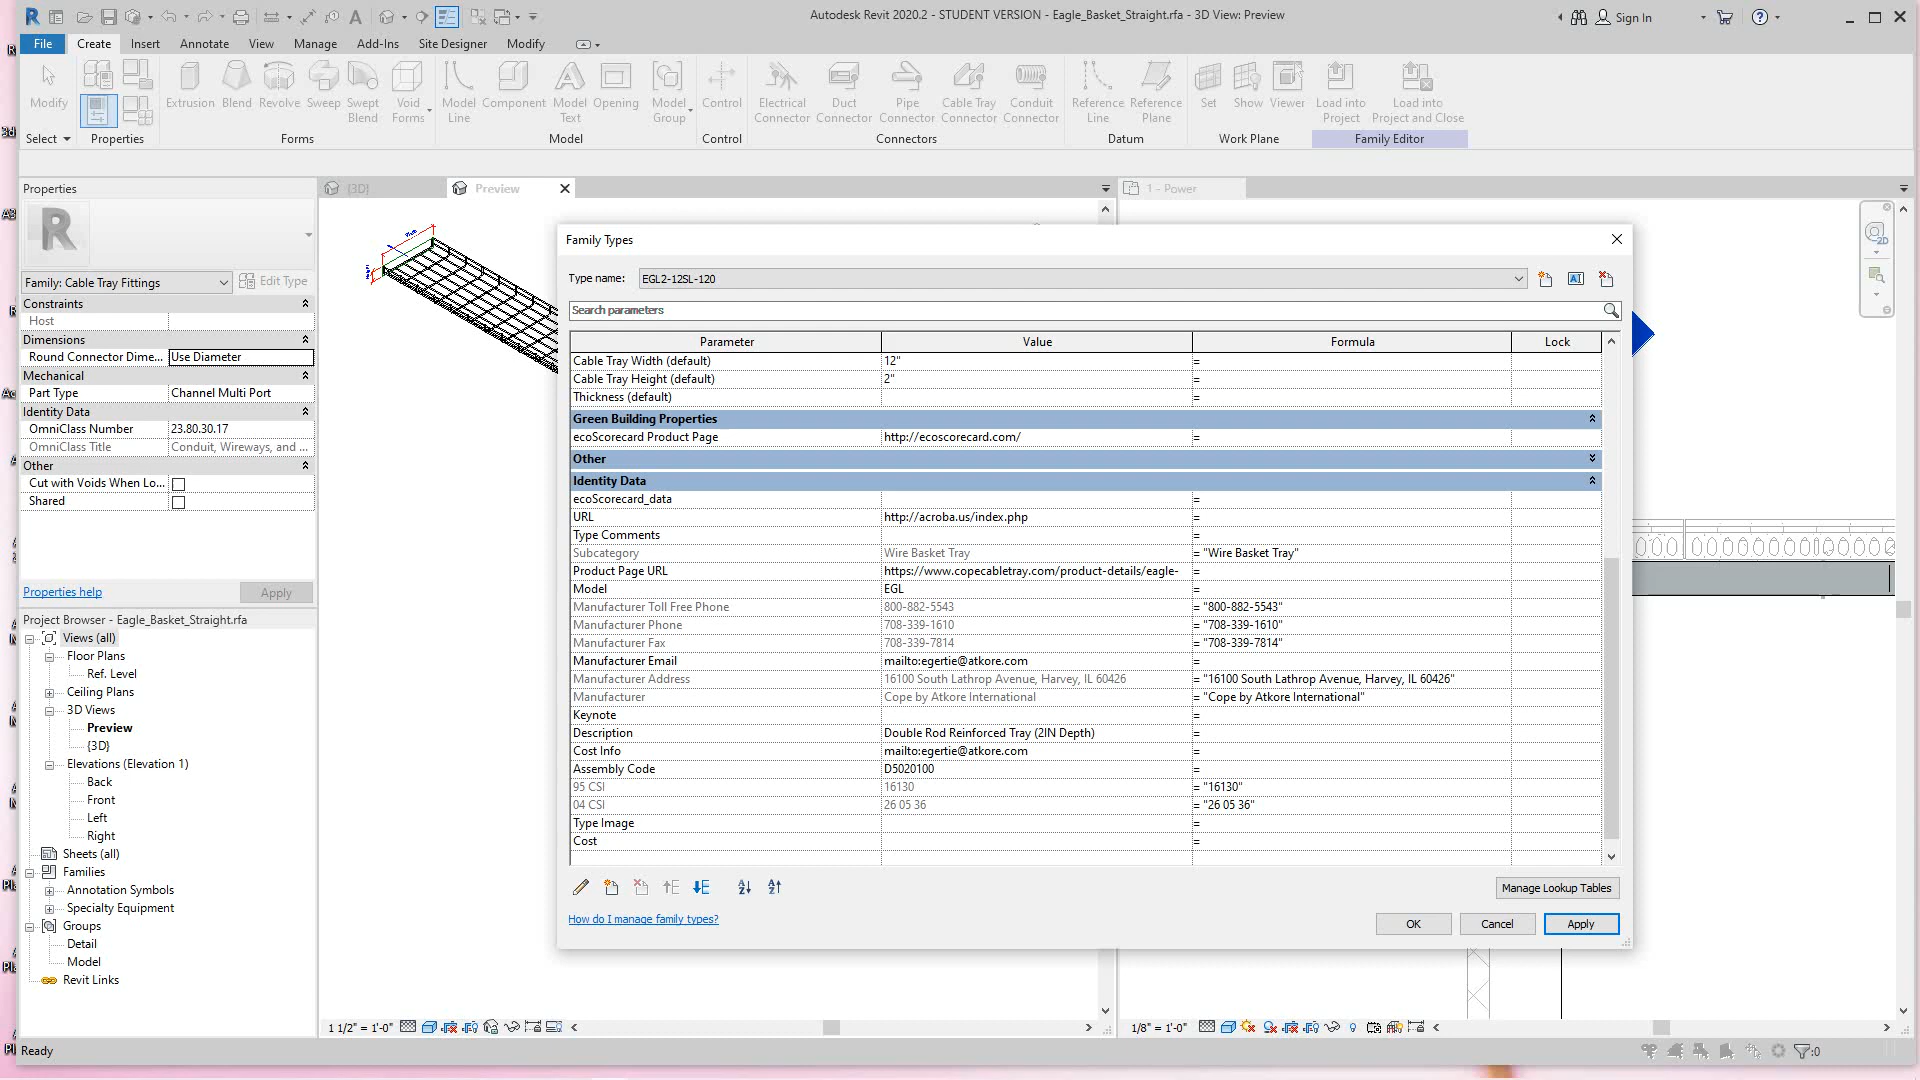 Autodesk Revit 2020.2 - STUDENT VERSION - Eagle_Basket_Straight.rfa - 3D View: Preview
Sign In
File Create Insert Annotate View Manage Add-Ins Site Designer Modify
Modify
Extrusion Blend Revolve Sweep Swept Blend Void Forms
Model Line Component Model Text Opening Model Group
Control
Electrical Connector Duct Connector Pipe Connector Cable Tray Connector Conduit Connector
Reference Line Reference Plane
Set Show Viewer
Load into Project Load into Project and Close
Select Properties Forms Model Control Connectors Datum Work Plane Family Editor
Properties
Family: Cable Tray Fittings
Edit Type
Constraints
Host
Dimensions
Round Connector Dime... Use Diameter
Mechanical
Part Type Channel Multi Port
Identity Data
OmniClass Number 23.80.30.17
OmniClass Title Conduit, Wireways, and ...
Other
Cut with Voids When Lo...
Shared
Properties help
Apply
Project Browser - Eagle_Basket_Straight.rfa
Views (all)
Floor Plans
Ref. Level
Ceiling Plans
3D Views
Preview
{3D}
Elevations (Elevation 1)
Back
Front
Left
Right
Sheets (all)
Families
Annotation Symbols
Specialty Equipment
Groups
Detail
Model
Revit Links
{3D}
Preview
1 - Power
2D
Family Types
Type name: EGL2-12SL-120
Search parameters
Parameter Value Formula Lock
Cable Tray Width (default) 12" =
Cable Tray Height (default) 2" =
Thickness (default) =
Green Building Properties
ecoScorecard Product Page http://ecoscorecard.com/ =
Other
Identity Data
ecoScorecard_data =
URL http://acroba.us/index.php =
Type Comments =
Subcategory Wire Basket Tray = "Wire Basket Tray"
Product Page URL https://www.copecabletray.com/product-details/eagle- =
Model EGL =
Manufacturer Toll Free Phone 800-882-5543 = "800-882-5543"
Manufacturer Phone 708-339-1610 = "708-339-1610"
Manufacturer Fax 708-339-7814 = "708-339-7814"
Manufacturer Email mailto:egertie@atkore.com =
Manufacturer Address 16100 South Lathrop Avenue, Harvey, IL 60426 = "16100 South Lathrop Avenue, Harvey, IL 60426"
Manufacturer Cope by Atkore International = "Cope by Atkore International"
Keynote =
Description Double Rod Reinforced Tray (2IN Depth) =
Cost Info mailto:egertie@atkore.com =
Assembly Code D5020100 =
95 CSI 16130 = "16130"
04 CSI 26 05 36 = "26 05 36"
Type Image =
Cost =
Manage Lookup Tables
How do I manage family types?
OK Cancel Apply
1 1/2" = 1'-0"
1/8" = 1'-0"
Ready
:0